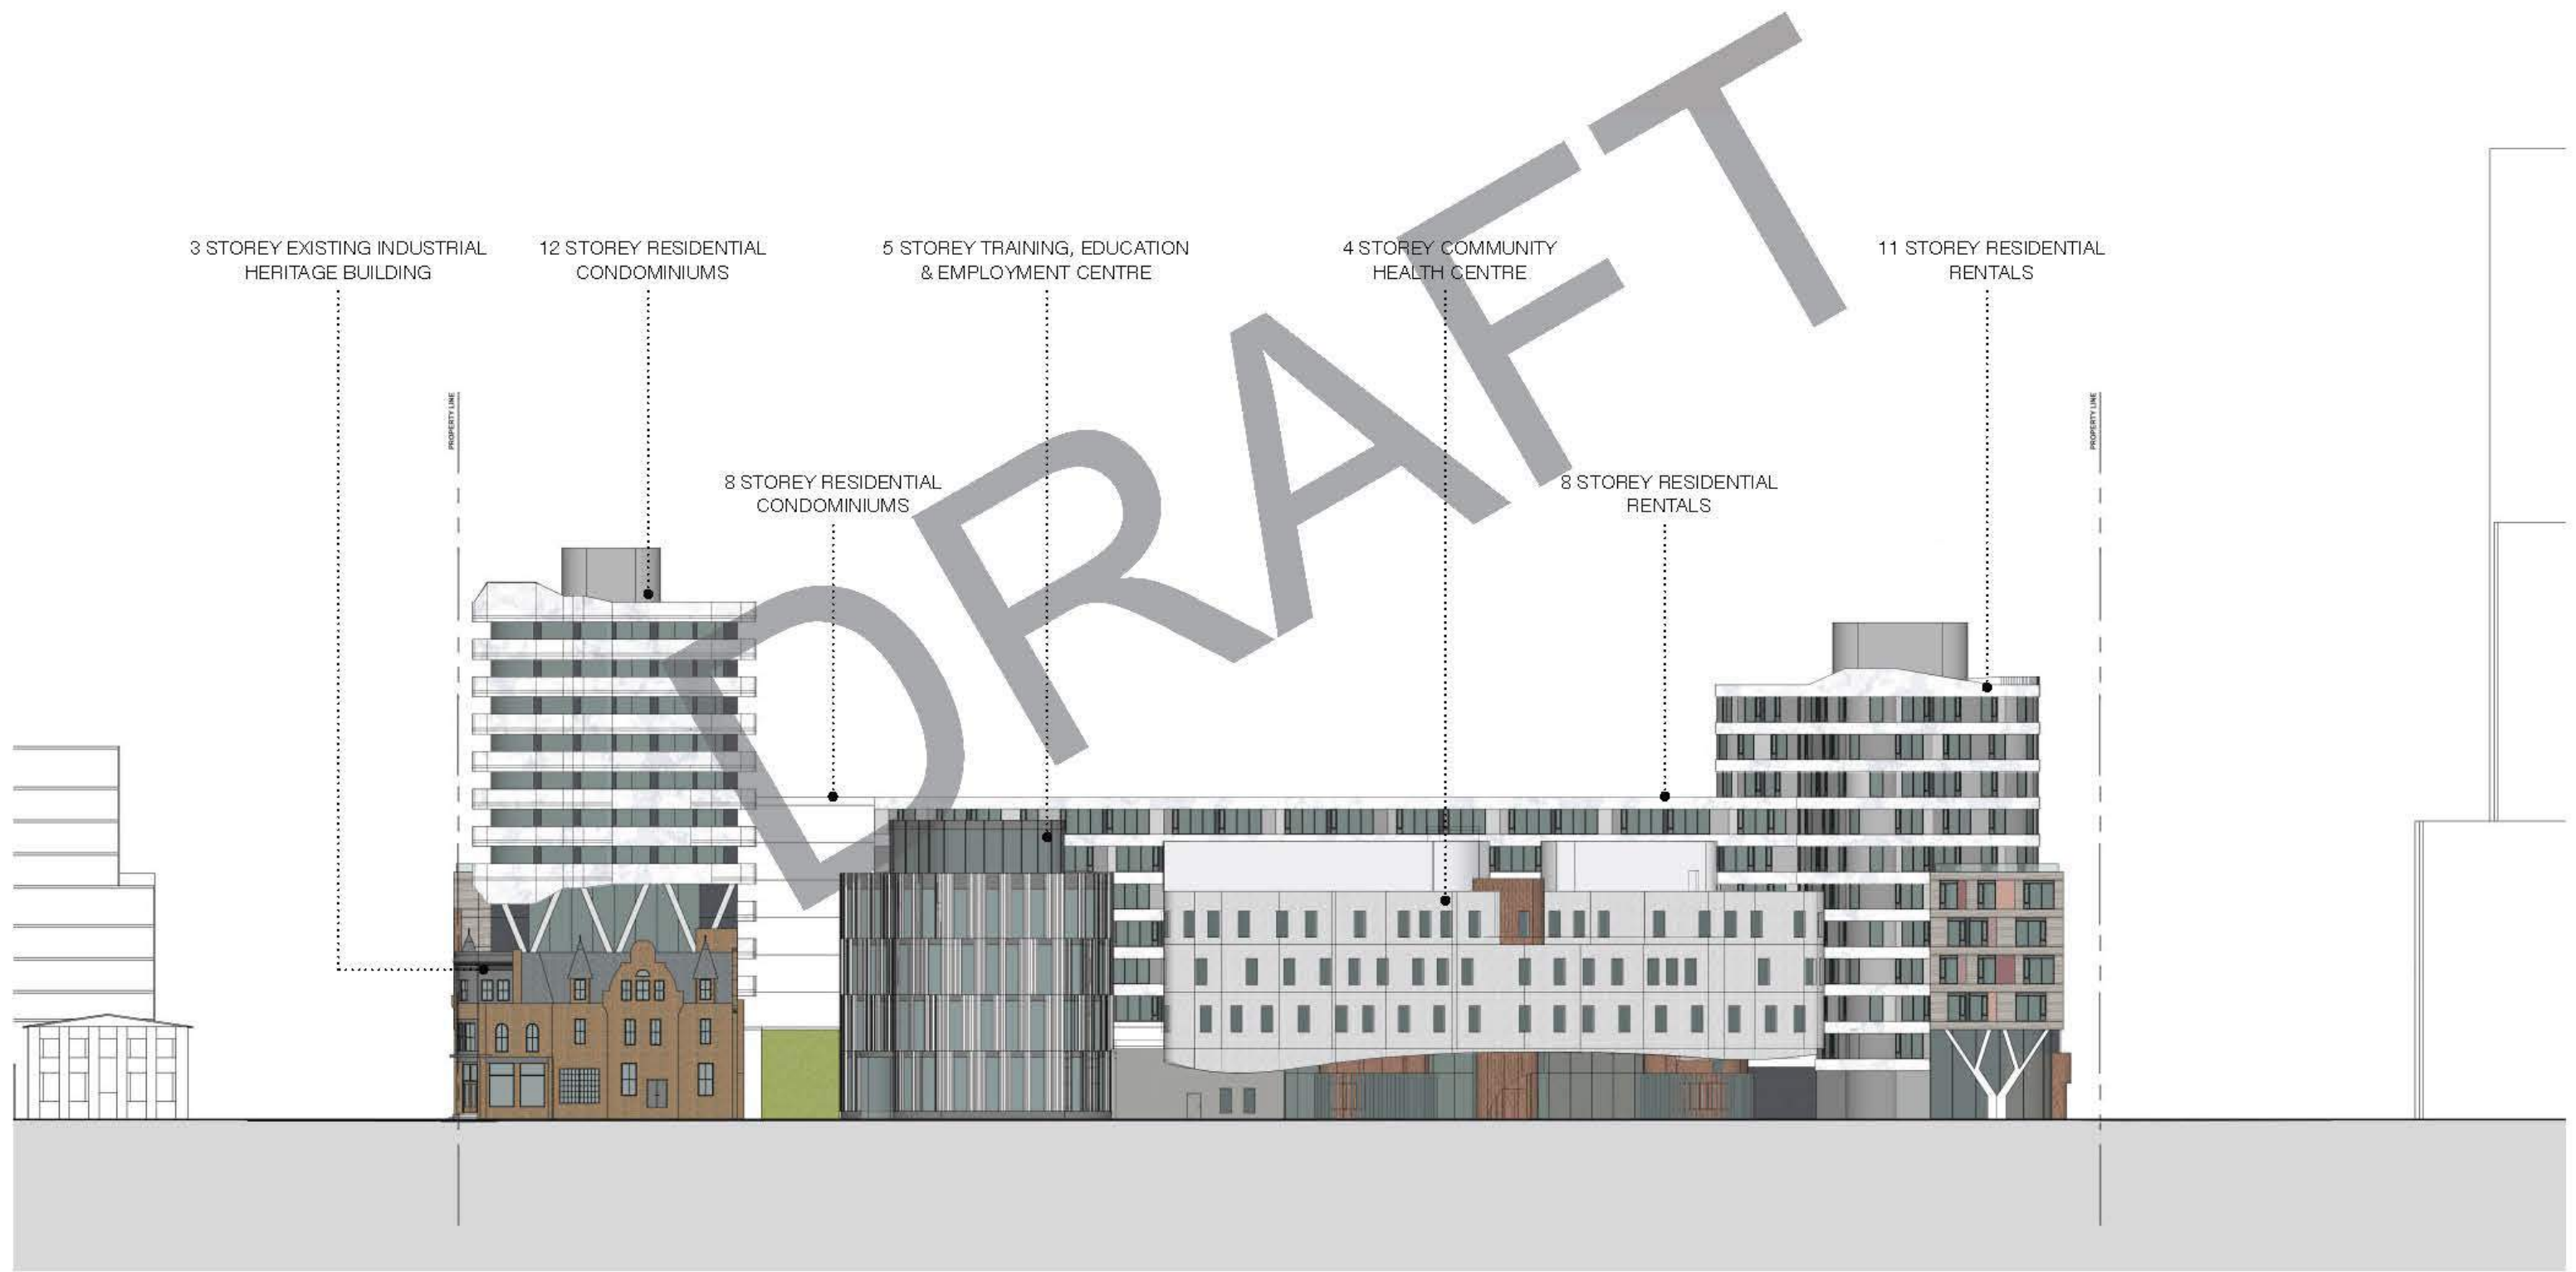 DRAFT
3 STOREY EXISTING INDUSTRIAL
HERITAGE BUILDING
12 STOREY RESIDENTIAL
CONDOMINIUMS
5 STOREY TRAINING, EDUCATION
& EMPLOYMENT CENTRE
4 STOREY COMMUNITY
HEALTH CENTRE
11 STOREY RESIDENTIAL
RENTALS
PROPERTY LINE
PROPERTY LINE
8 STOREY RESIDENTIAL
CONDOMINIUMS
8 STOREY RESIDENTIAL
RENTALS